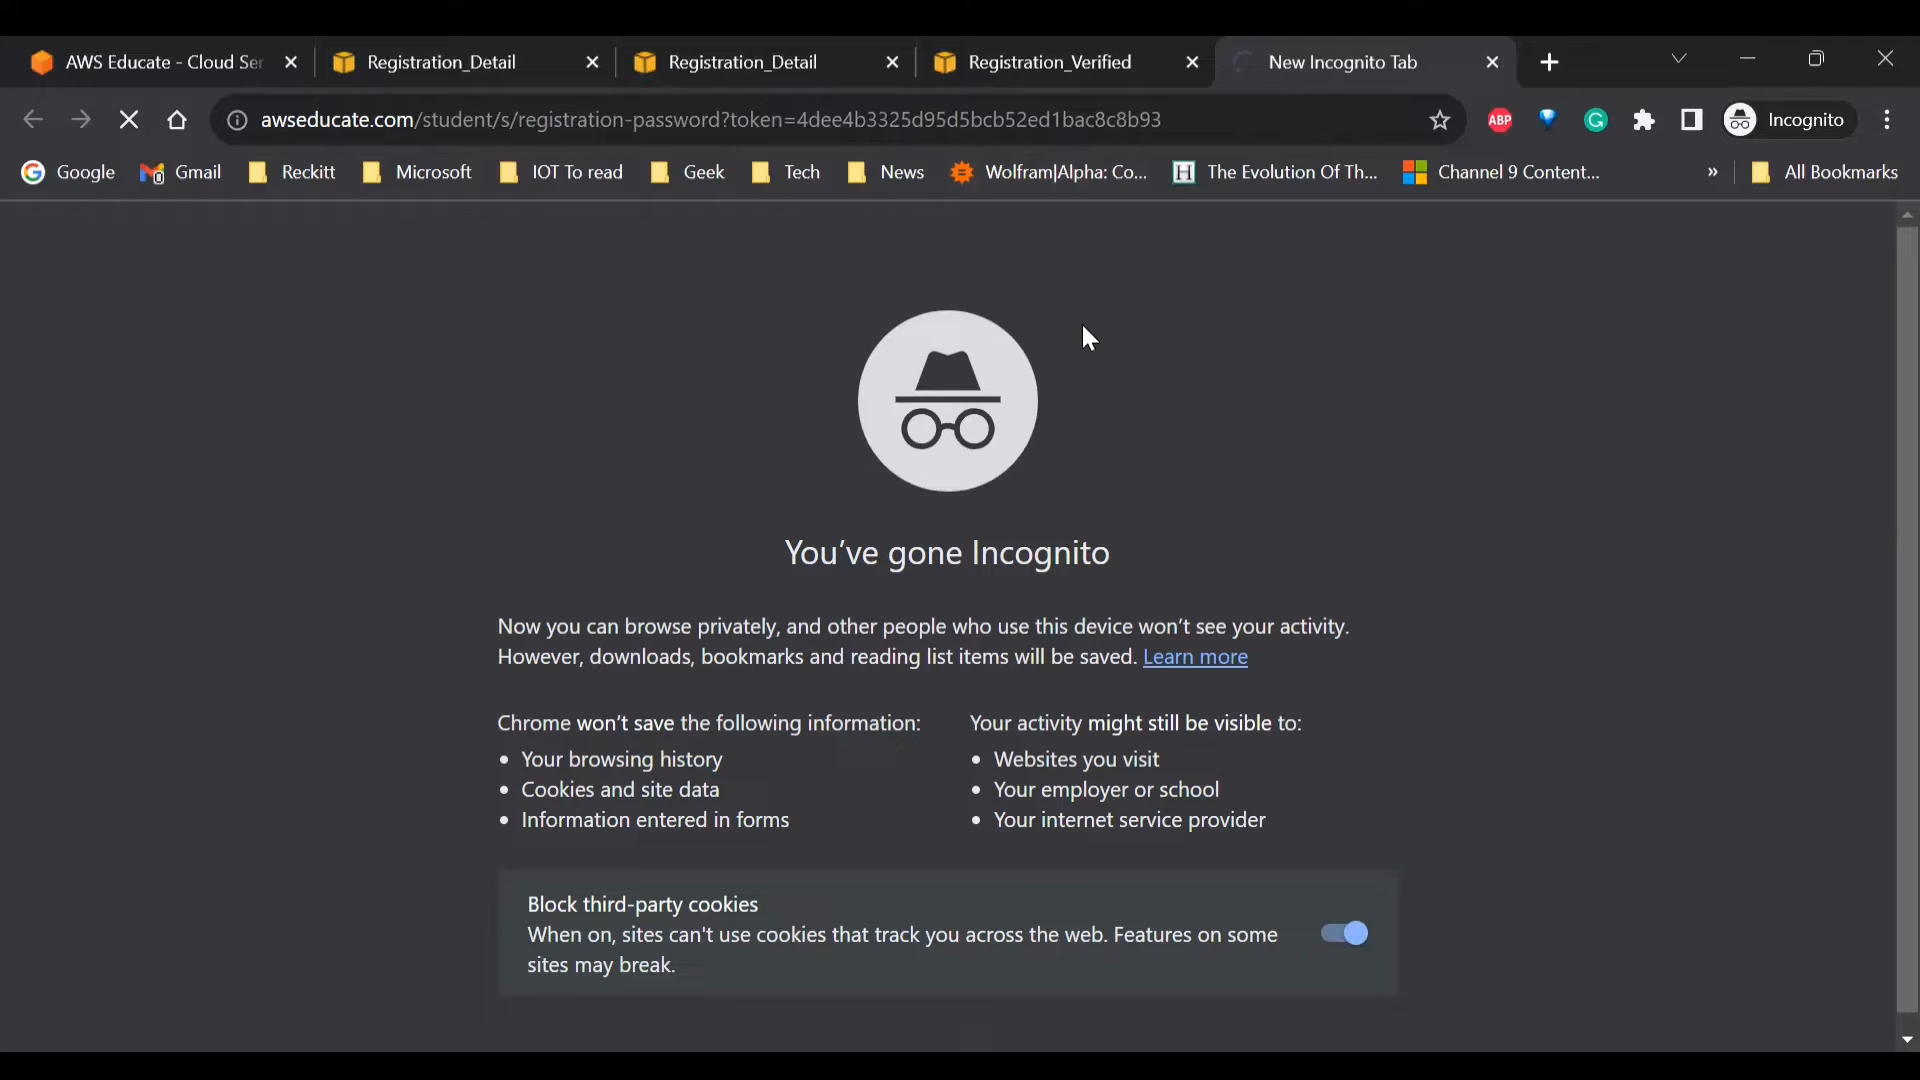 AWS Educate - Cloud Ser
Registration_Detail
Registration_Detail
Registration_Verified
New Incognito Tab
awseducate.com/student/s/registration-password?token=4dee4b3325d95d5bcb52ed1bac8c8b93
ABP
G
Incognito
Google
Gmail
Reckitt
Microsoft
IOT To read
Geek
Tech
News
Wolfram|Alpha: Co...
H
The Evolution Of Th...
Channel 9 Content...
»
All Bookmarks
You've gone Incognito
Now you can browse privately, and other people who use this device won't see your activity.
However, downloads, bookmarks and reading list items will be saved. Learn more
Chrome won't save the following information:
• Your browsing history
• Cookies and site data
• Information entered in forms
Your activity might still be visible to:
• Websites you visit
• Your employer or school
• Your internet service provider
Block third-party cookies
When on, sites can't use cookies that track you across the web. Features on some
sites may break.